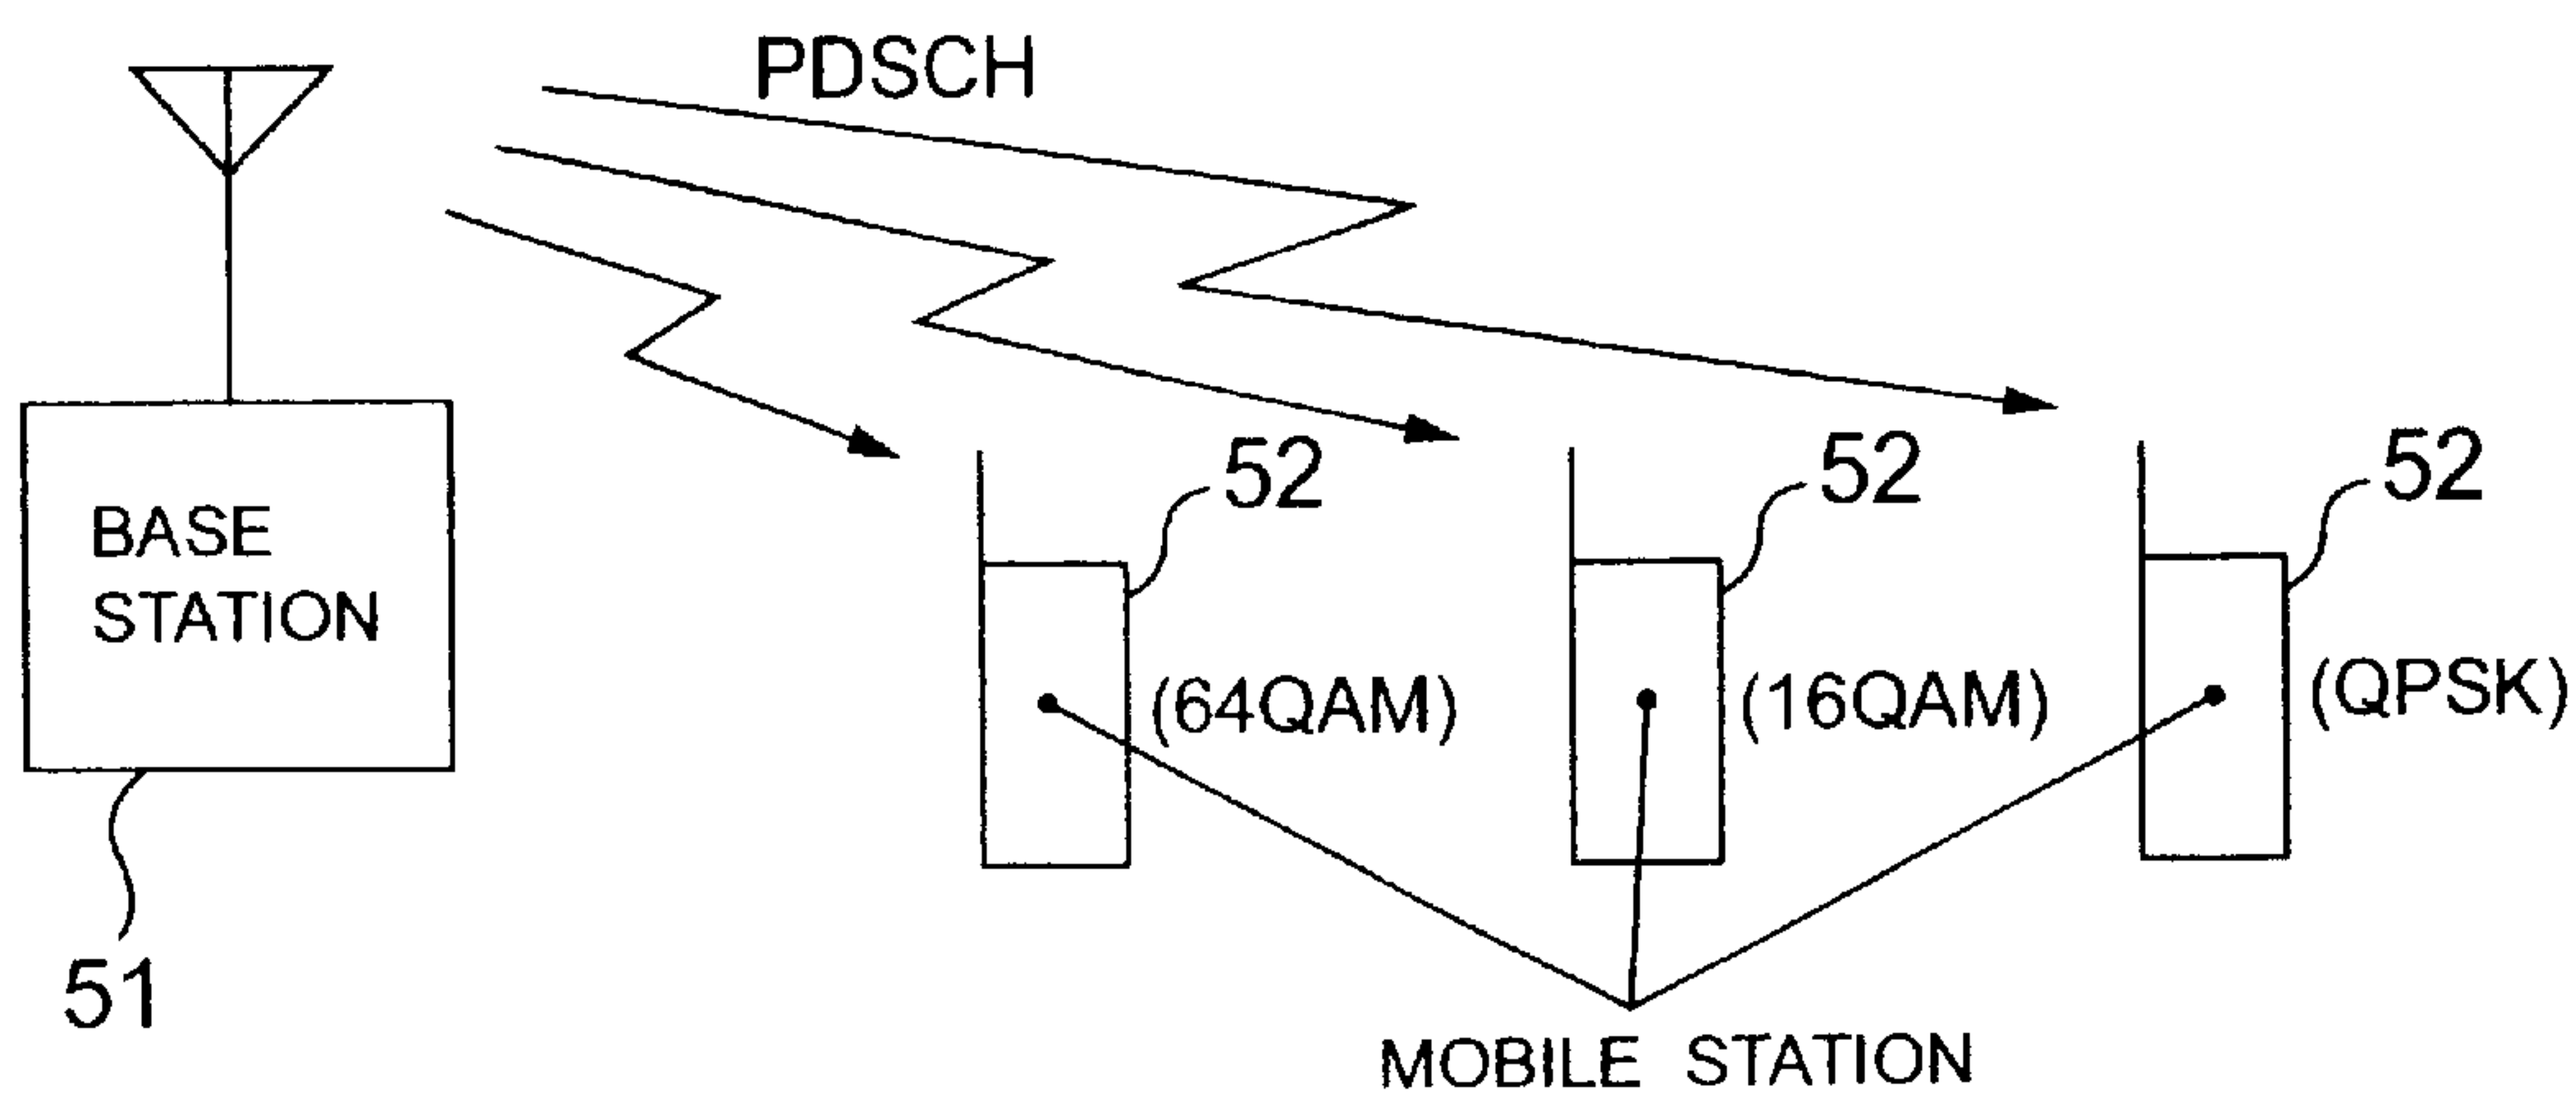 PDSCH
52
52
52
BASE
STATION
(64QAM)
(16QAM)
(QPSK)
51
MOBILE STATION